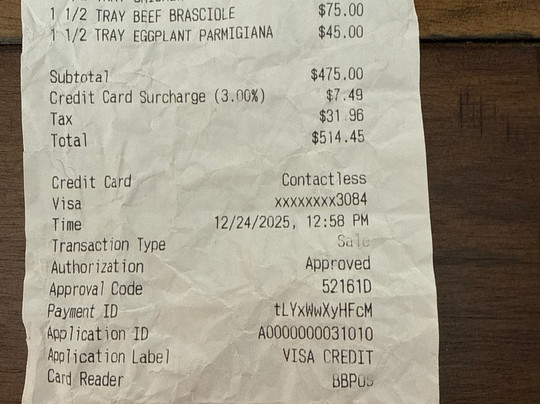 1 1/2 TRAY BEEF BRASCIOLE $75.00
1 1/2 TRAY EGGPLANT PARMIGIANA $45.00
Subtotal $475.00
Credit Card Surcharge (3.00%) $7.49
Tax $31.96
Total $514.45
Credit Card Contactless
Visa xxxxxxxx3084
Time 12/24/2025, 12:58 PM
Transaction Type Sale
Authorization Approved
Approval Code 52161D
Payment ID tLYxWwXyHFcM
Application ID A0000000031010
Application Label VISA CREDIT
Card Reader BBPOS